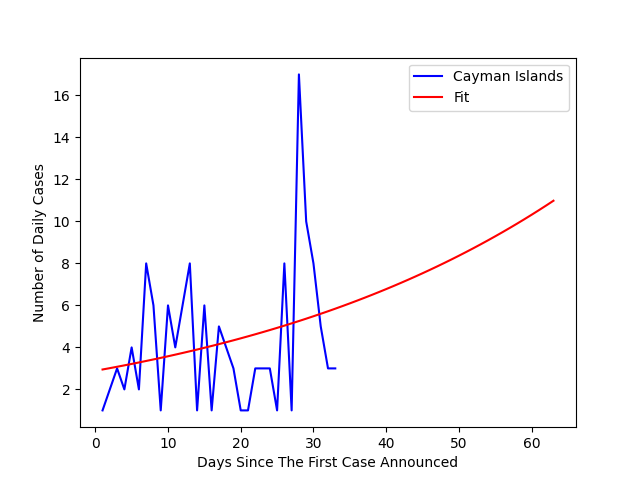 Cayman Islands
Fit
16
14
12
10
8
6
4
2
Number of Daily Cases
0 10 20 30 40 50 60
Days Since The First Case Announced